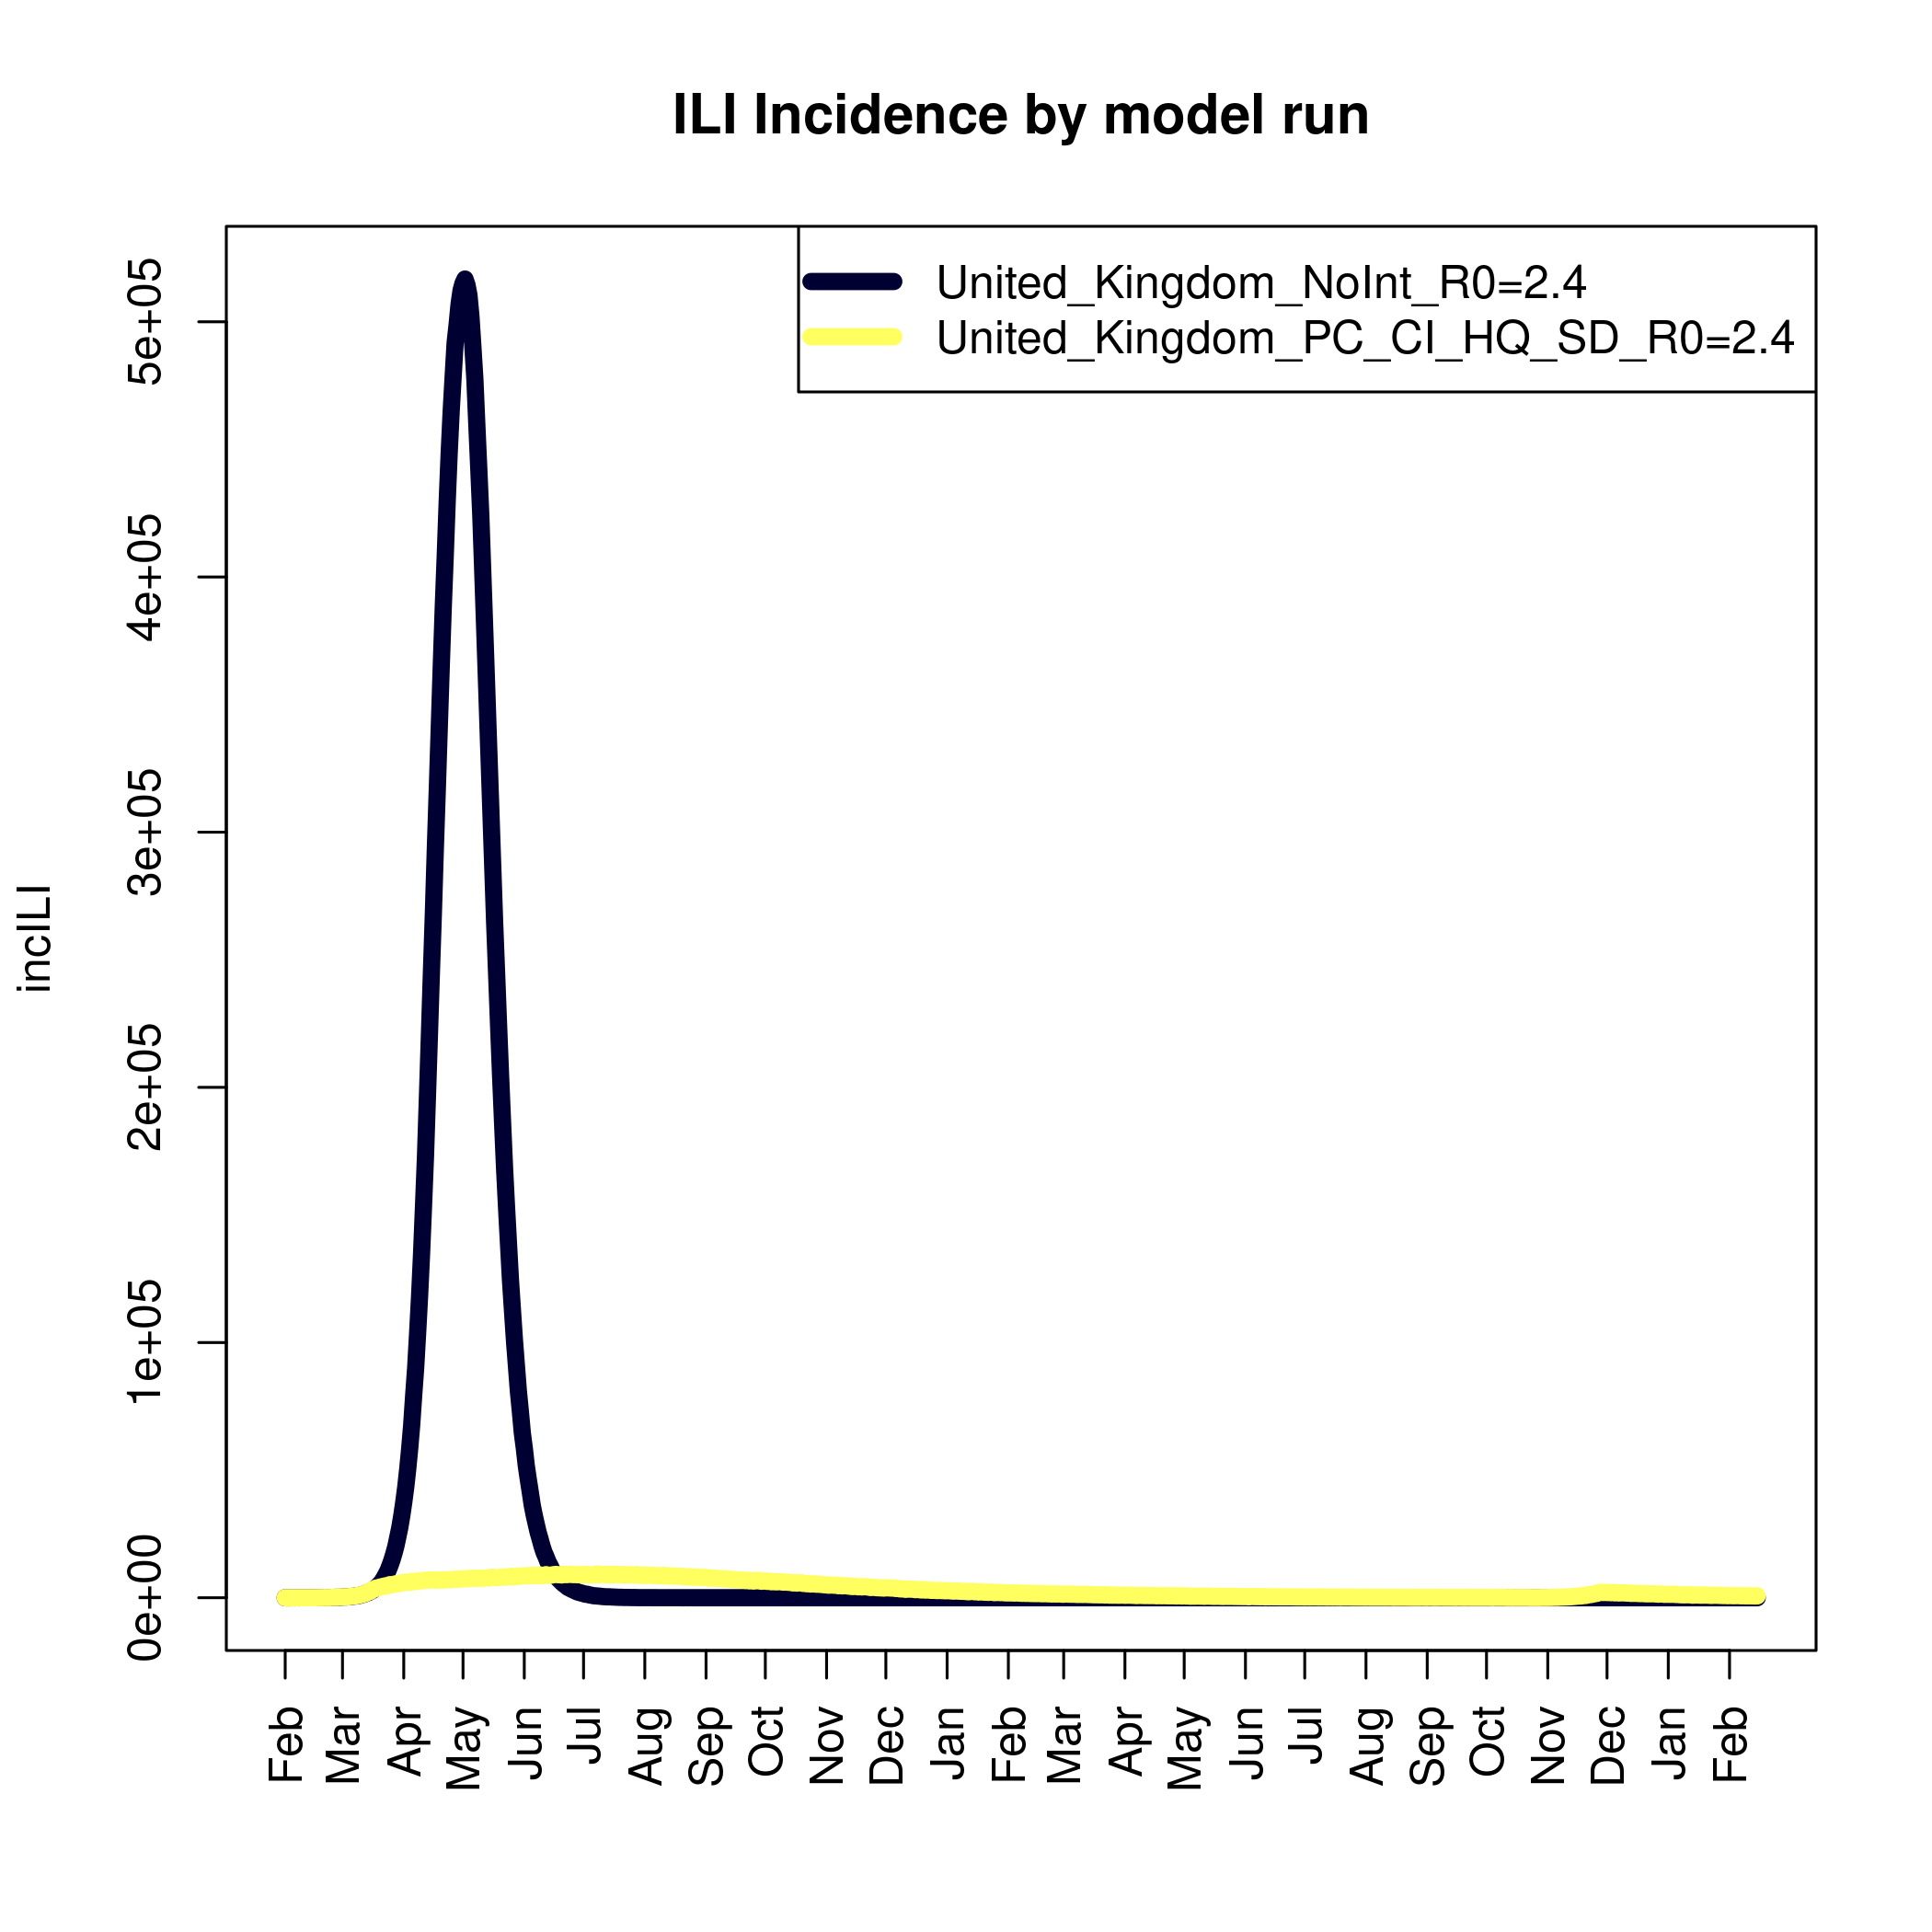 ILI Incidence by model run
United_Kingdom_NoInt_R0=2.4
United_Kingdom_PC_CI_HQ_SD_R0=2.4
incILI
5e+05
4e+05
3e+05
2e+05
1e+05
0e+00
Feb Mar Apr May Jun Jul Aug Sep Oct Nov Dec Jan Feb Mar Apr May Jun Jul Aug Sep Oct Nov Dec Jan Feb